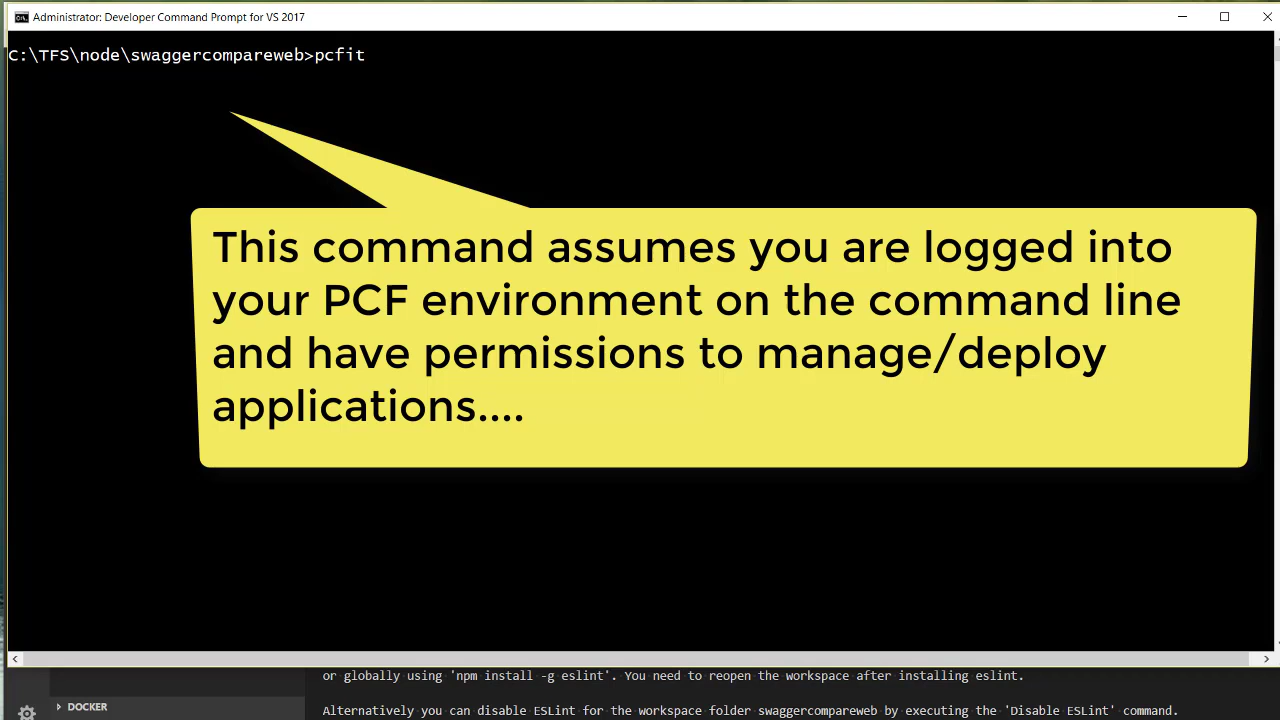 Administrator: Developer Command Prompt for VS 2017
C:\TFS\node\swaggercompareweb>pcfit
This command assumes you are logged into
your PCF environment on the command line
and have permissions to manage/deploy
applications....
or globally using 'npm install -g eslint'. You need to reopen the workspace after installing eslint.
DOCKER
Alternatively you can disable ESLint for the workspace folder swaggercompareweb by executing the 'Disable ESLint' command.